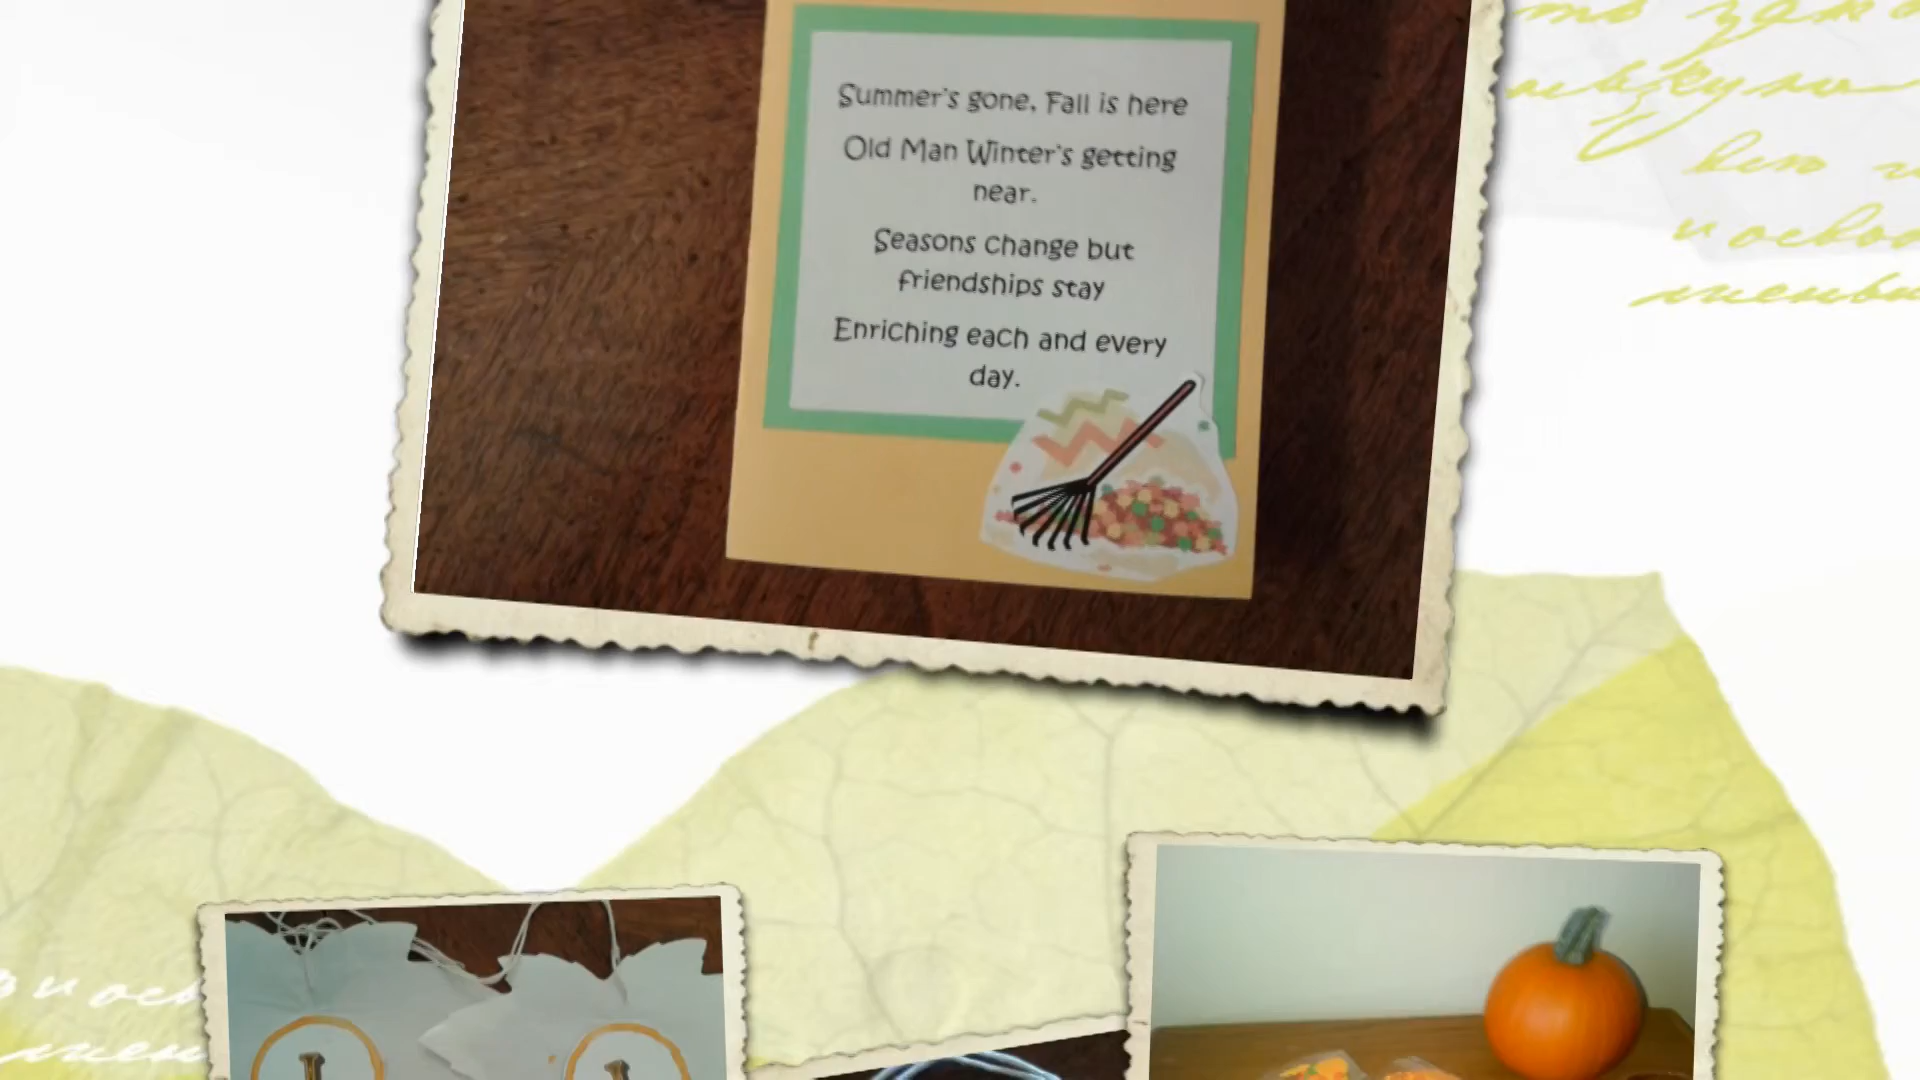 Summer's gone, Fall is here
Old Man Winter's getting
near.
Seasons change but
friendships stay
Enriching each and every
day.